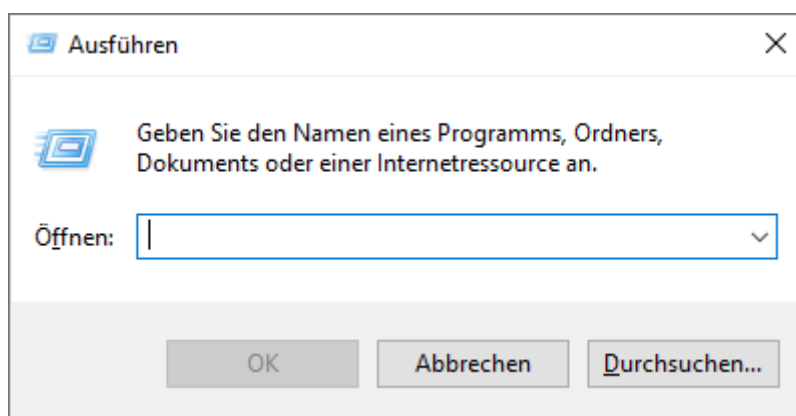 Ausführen
Geben Sie den Namen eines Programms, Ordners,
Dokuments oder einer Internetressource an.
Öffnen:
OK Abbrechen Durchsuchen...